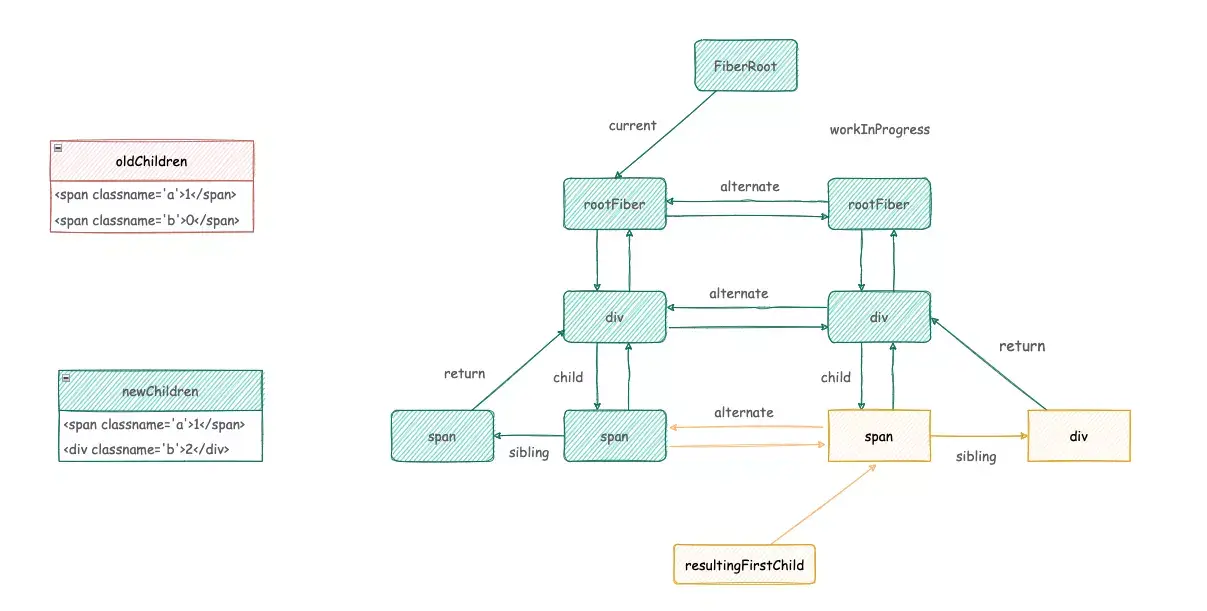 FiberRoot
current
workInProgress
oldChildren
<span classname='a'>1</span>
<span classname='b'>0</span>
rootFiber
alternate
rootFiber
div
alternate
div
return
child
child
return
newChildren
<span classname='a'>1</span>
<div classname='b'>2</div>
span
sibling
span
alternate
span
sibling
div
resultingFirstChild